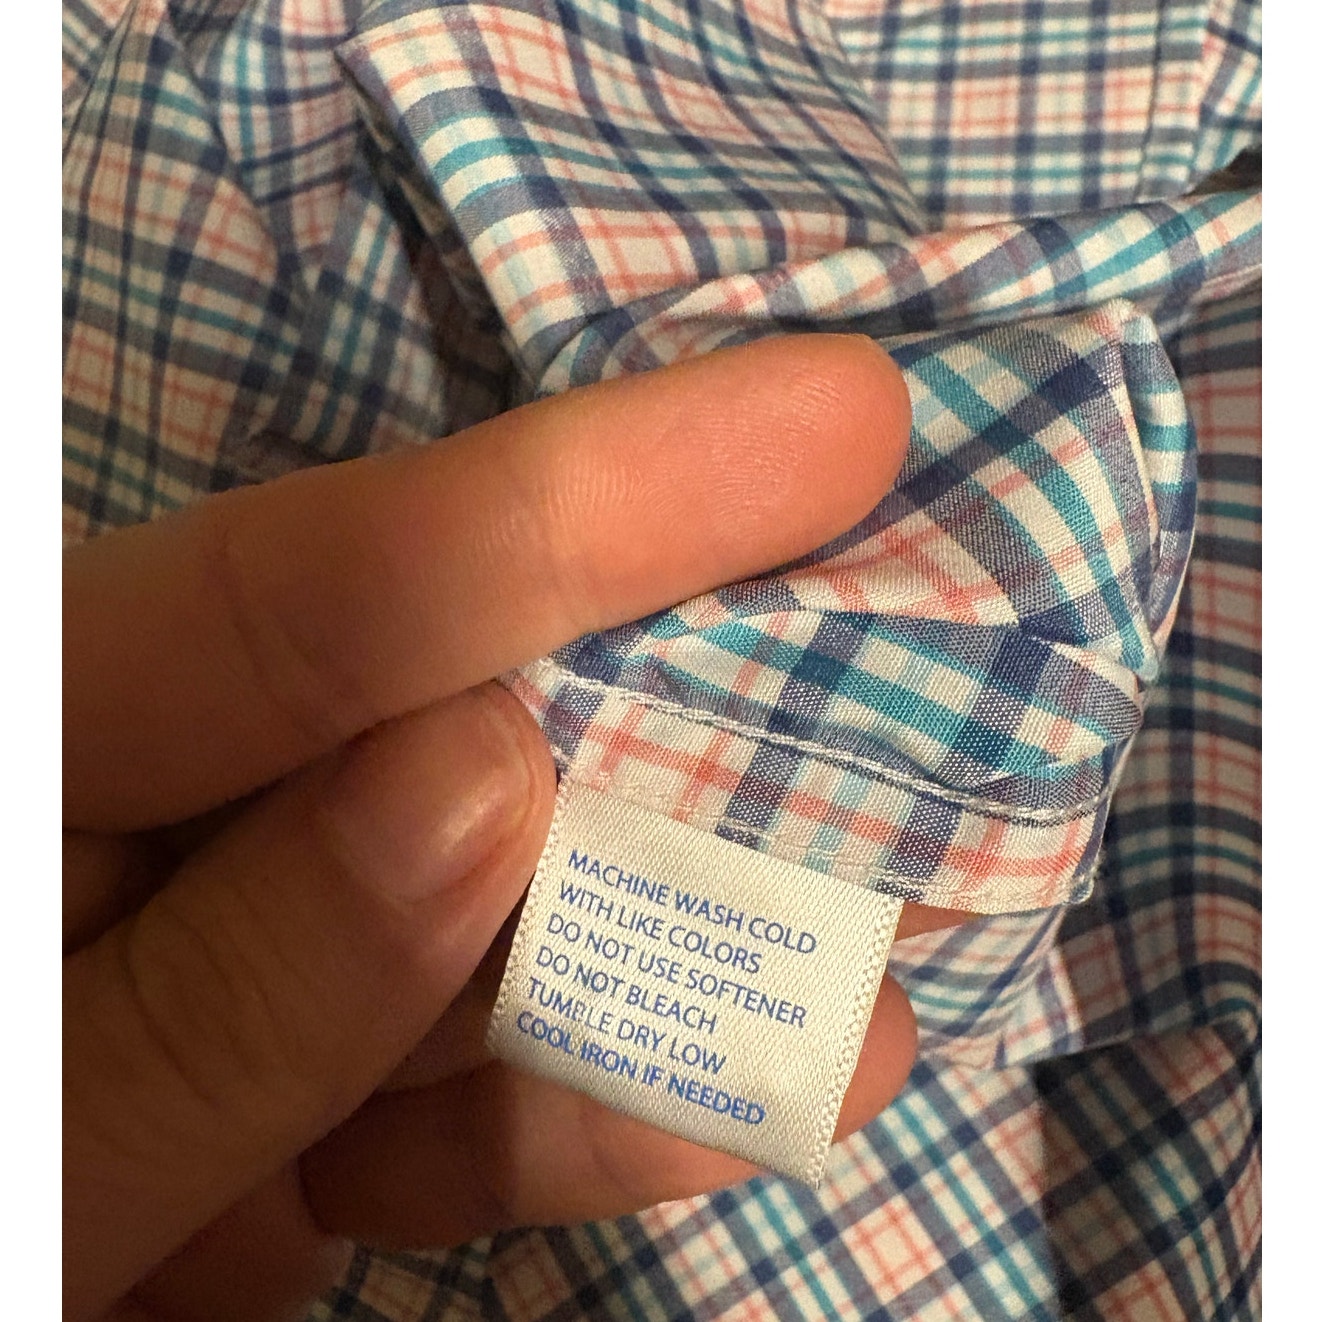 MACHINE WASH COLD
WITH LIKE COLORS
DO NOT USE SOFTENER
DO NOT BLEACH
TUMBLE DRY LOW
COOL IRON IF NEEDED